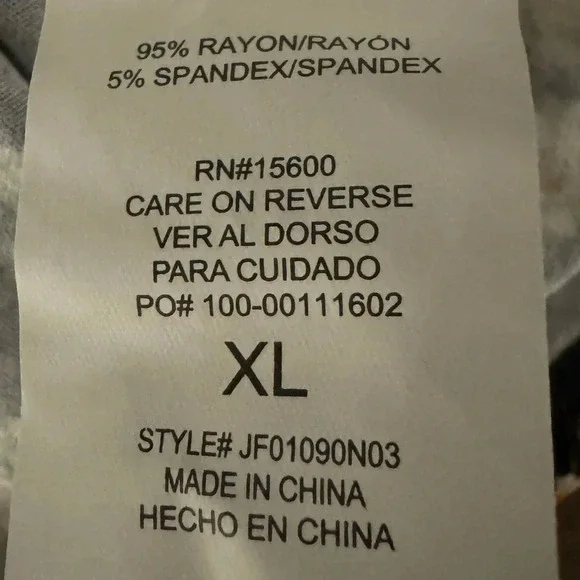 95% RAYON/RAYÓN
5% SPANDEX/SPANDEX
RN#15600
CARE ON REVERSE
VER AL DORSO
PARA CUIDADO
PO# 100-00111602
XL
STYLE# JF01090N03
MADE IN CHINA
HECHO EN CHINA